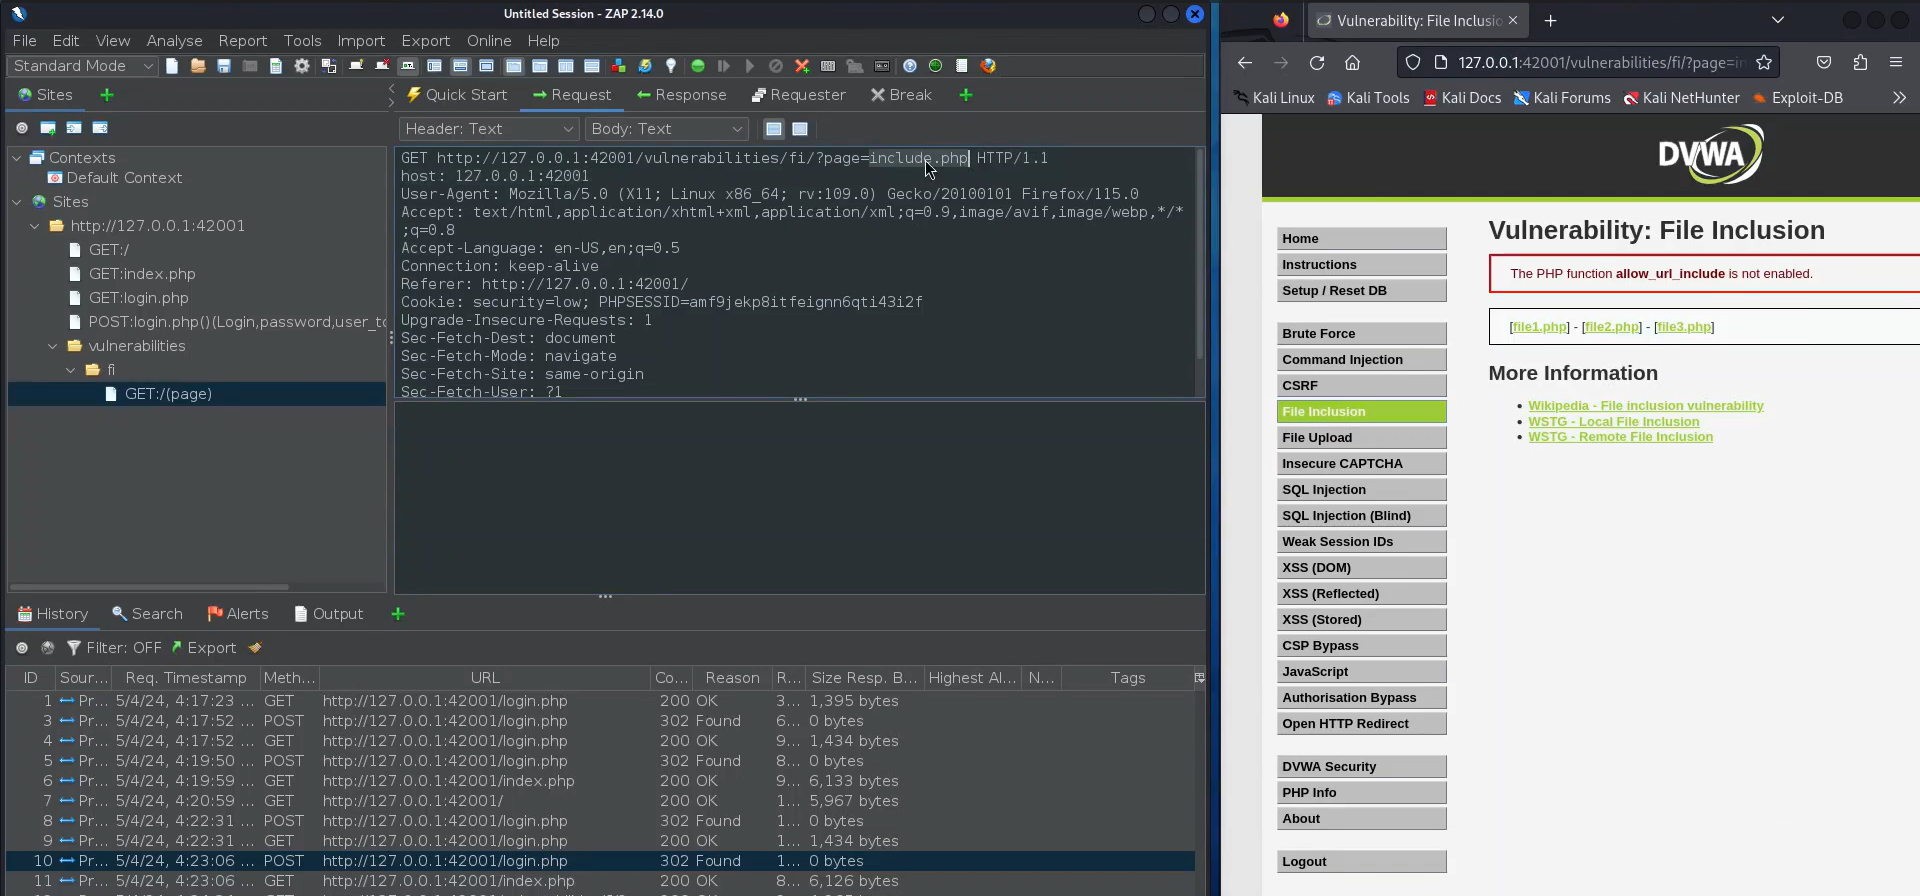 Untitled Session - ZAP 2.14.0
File Edit View Analyse Report Tools Import Export Online Help
Standard Mode
Sites
Quick Start Request Response Requester Break
Header: Text Body: Text
Contexts
Default Context
Sites
http://127.0.0.1:42001
GET:/
GET:index.php
GET:login.php
POST:login.php()(Login,password,user_to
vulnerabilities
fi
GET:/(page)
GET http://127.0.0.1:42001/vulnerabilities/fi/?page=include.php HTTP/1.1
host: 127.0.0.1:42001
User-Agent: Mozilla/5.0 (X11; Linux x86_64; rv:109.0) Gecko/20100101 Firefox/115.0
Accept: text/html,application/xhtml+xml,application/xml;q=0.9,image/avif,image/webp,*/*
;q=0.8
Accept-Language: en-US,en;q=0.5
Connection: keep-alive
Referer: http://127.0.0.1:42001/
Cookie: security=low; PHPSESSID=amf9jekp8itfeignn6qti43i2f
Upgrade-Insecure-Requests: 1
Sec-Fetch-Dest: document
Sec-Fetch-Mode: navigate
Sec-Fetch-Site: same-origin
Sec-Fetch-User: ?1
History Search Alerts Output
Filter: OFF Export
ID Sour... Req. Timestamp Meth... URL Co... Reason R... Size Resp. B... Highest Al... N... Tags
1 Pr... 5/4/24, 4:17:23 ... GET http://127.0.0.1:42001/login.php 200 OK 3... 1,395 bytes
3 Pr... 5/4/24, 4:17:52 ... POST http://127.0.0.1:42001/login.php 302 Found 6... 0 bytes
4 Pr... 5/4/24, 4:17:52 ... GET http://127.0.0.1:42001/login.php 200 OK 9... 1,434 bytes
5 Pr... 5/4/24, 4:19:50 ... POST http://127.0.0.1:42001/login.php 302 Found 8... 0 bytes
6 Pr... 5/4/24, 4:19:59 ... GET http://127.0.0.1:42001/index.php 200 OK 9... 6,133 bytes
7 Pr... 5/4/24, 4:20:59 ... GET http://127.0.0.1:42001/ 200 OK 1... 5,967 bytes
8 Pr... 5/4/24, 4:22:31 ... POST http://127.0.0.1:42001/login.php 302 Found 1... 0 bytes
9 Pr... 5/4/24, 4:22:31 ... GET http://127.0.0.1:42001/login.php 200 OK 1... 1,434 bytes
10 Pr... 5/4/24, 4:23:06 ... POST http://127.0.0.1:42001/login.php 302 Found 1... 0 bytes
11 Pr... 5/4/24, 4:23:06 ... GET http://127.0.0.1:42001/index.php 200 OK 8... 6,126 bytes
Vulnerability: File Inclusio
127.0.0.1:42001/vulnerabilities/fi/?page=in
Kali Linux Kali Tools Kali Docs Kali Forums Kali NetHunter Exploit-DB
DVWA
Home
Instructions
Setup / Reset DB
Brute Force
Command Injection
CSRF
File Inclusion
File Upload
Insecure CAPTCHA
SQL Injection
SQL Injection (Blind)
Weak Session IDs
XSS (DOM)
XSS (Reflected)
XSS (Stored)
CSP Bypass
JavaScript
Authorisation Bypass
Open HTTP Redirect
DVWA Security
PHP Info
About
Logout
Vulnerability: File Inclusion
The PHP function allow_url_include is not enabled.
[file1.php] - [file2.php] - [file3.php]
More Information
Wikipedia - File inclusion vulnerability
WSTG - Local File Inclusion
WSTG - Remote File Inclusion